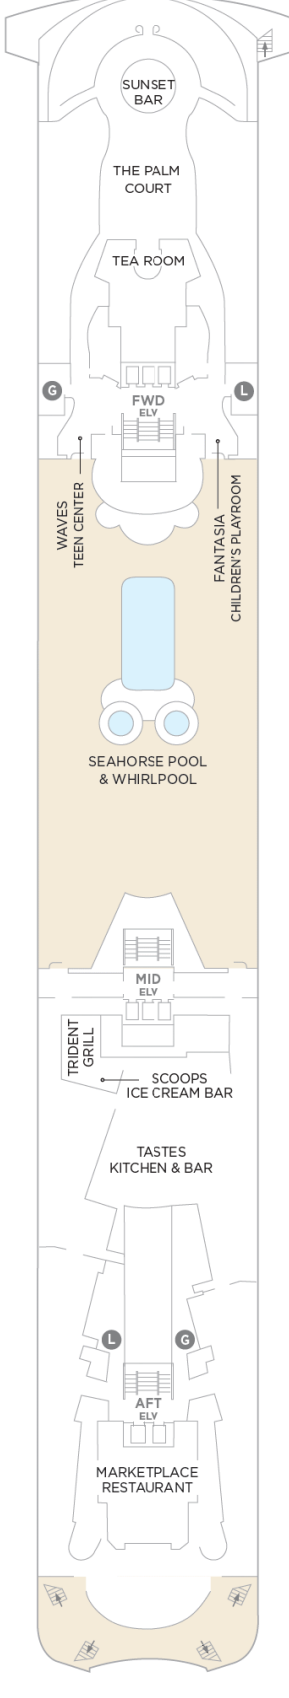 SUNSET
BAR
THE PALM
COURT
TEA ROOM
G
L
FWD
ELV
WAVES
TEEN CENTER
FANTASIA
CHILDREN'S PLAYROOM
SEAHORSE POOL
& WHIRLPOOL
MID
ELV
TRIDENT
GRILL
SCOOPS
ICE CREAM BAR
TASTES
KITCHEN & BAR
L
G
AFT
ELV
MARKETPLACE
RESTAURANT